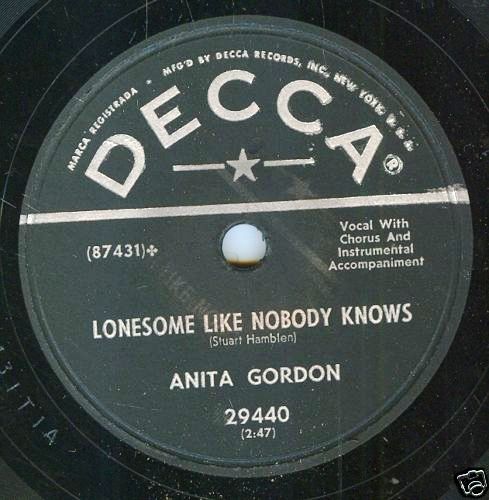 MARCA REGISTRADA • MFG'D BY DECCA RECORDS, INC., NEW YORK, U.S.A.
DECCA®
(87431)✤
Vocal With
Chorus And
Instrumental
Accompaniment
LONESOME LIKE NOBODY KNOWS
(Stuart Hamblen)
ANITA GORDON
29440
(2:47)